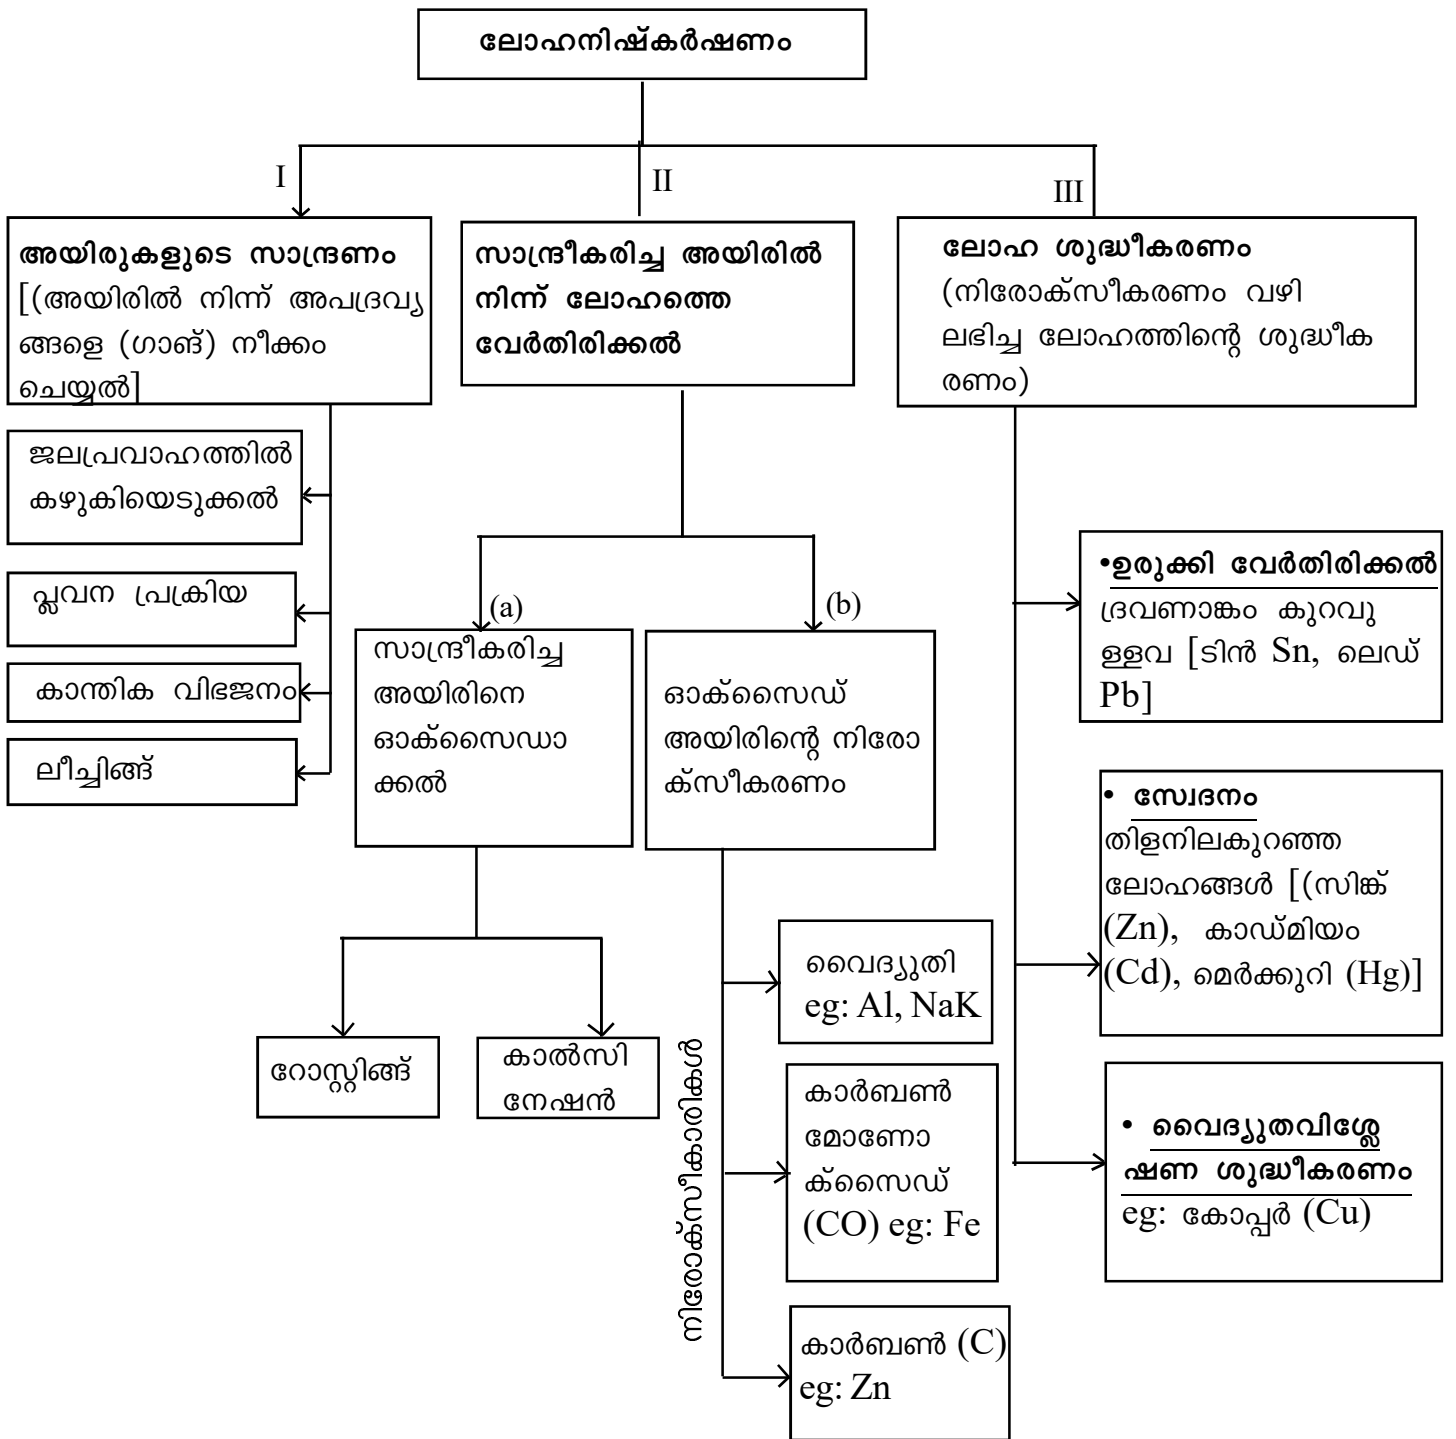 ലോഹനിഷ്കർഷണം
I
II
III
അയിരുകളുടെ സാന്ദ്രണം
[(അയിരിൽ നിന്ന് അപദ്രവ്യ
ങ്ങളെ (ഗാങ്) നീക്കം
ചെയ്യൽ]
ജലപ്രവാഹത്തിൽ
കഴുകിയെടുക്കൽ
പ്ലവന പ്രക്രിയ
കാന്തിക വിഭജനം
ലീച്ചിങ്ങ്
സാന്ദ്രീകരിച്ച അയിരിൽ
നിന്ന് ലോഹത്തെ
വേർതിരിക്കൽ
(a)
സാന്ദ്രീകരിച്ച
അയിരിനെ
ഓക്സൈഡാ
ക്കൽ
റോസ്റ്റിങ്ങ്
കാൽസി
നേഷൻ
(b)
ഓക്സൈഡ്
അയിരിന്റെ നിരോ
ക്സീകരണം
നിരോക്സീകാരികൾ
വൈദ്യുതി
eg: Al, NaK
കാർബൺ
മോണോ
ക്സൈഡ്
(CO) eg: Fe
കാർബൺ (C)
eg: Zn
ലോഹ ശുദ്ധീകരണം
(നിരോക്സീകരണം വഴി
ലഭിച്ച ലോഹത്തിന്റെ ശുദ്ധീക
രണം)
•ഉരുക്കി വേർതിരിക്കൽ
ദ്രവണാങ്കം കുറവു
ള്ളവ [ടിൻ Sn, ലെഡ്
Pb]
• സ്വേദനം
തിളനിലകുറഞ്ഞ
ലോഹങ്ങൾ [(സിങ്ക്
(Zn), കാഡ്മിയം
(Cd), മെർക്കുറി (Hg)]
• വൈദ്യുതവിശ്ലേ
ഷണ ശുദ്ധീകരണം
eg: കോപ്പർ (Cu)